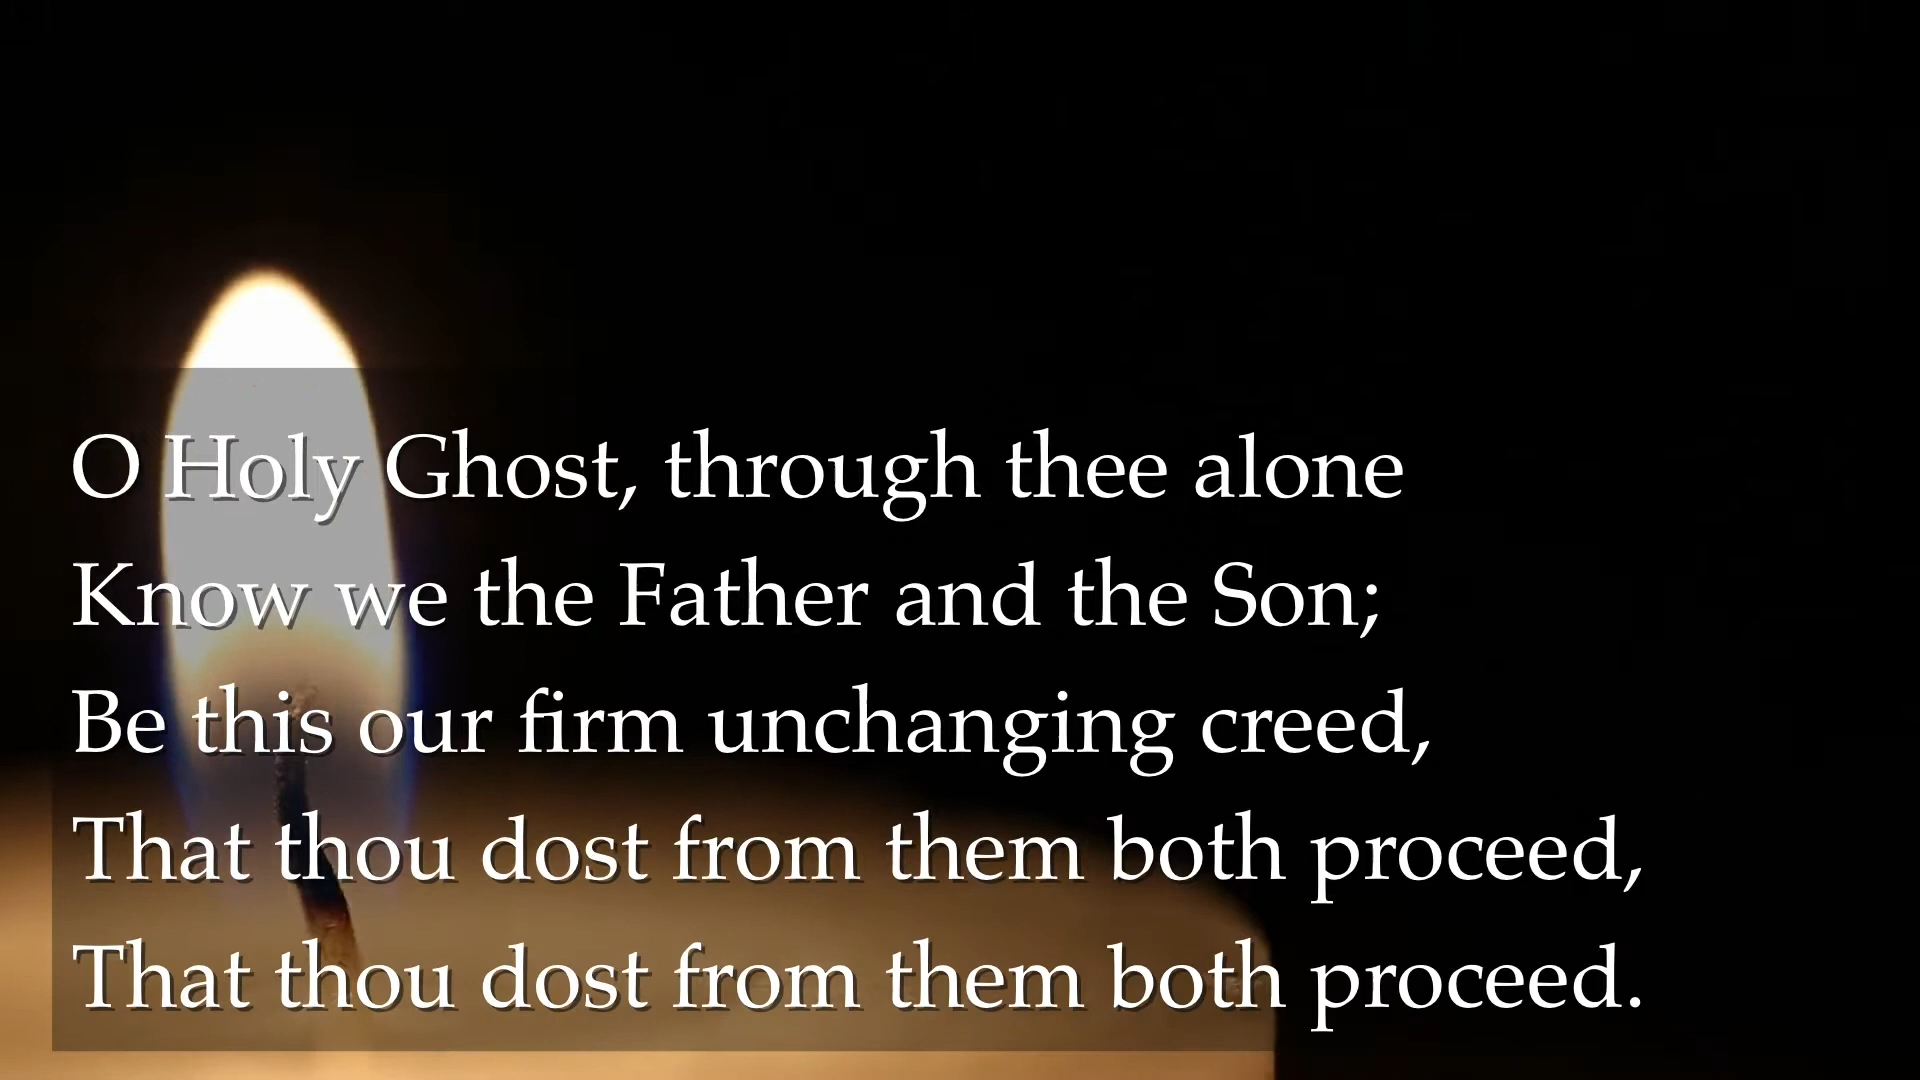 O Holy Ghost, through thee alone
Know we the Father and the Son;
Be this our firm unchanging creed,
That thou dost from them both proceed,
That thou dost from them both proceed.